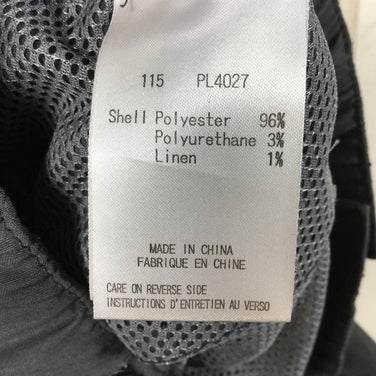 115 PL4027
Shell Polyester 96%
Polyurethane 3%
Linen 1%
MADE IN CHINA
FABRIQUE EN CHINE
CARE ON REVERSE SIDE
INSTRUCTIONS D'ENTRETIEN AU VERSO